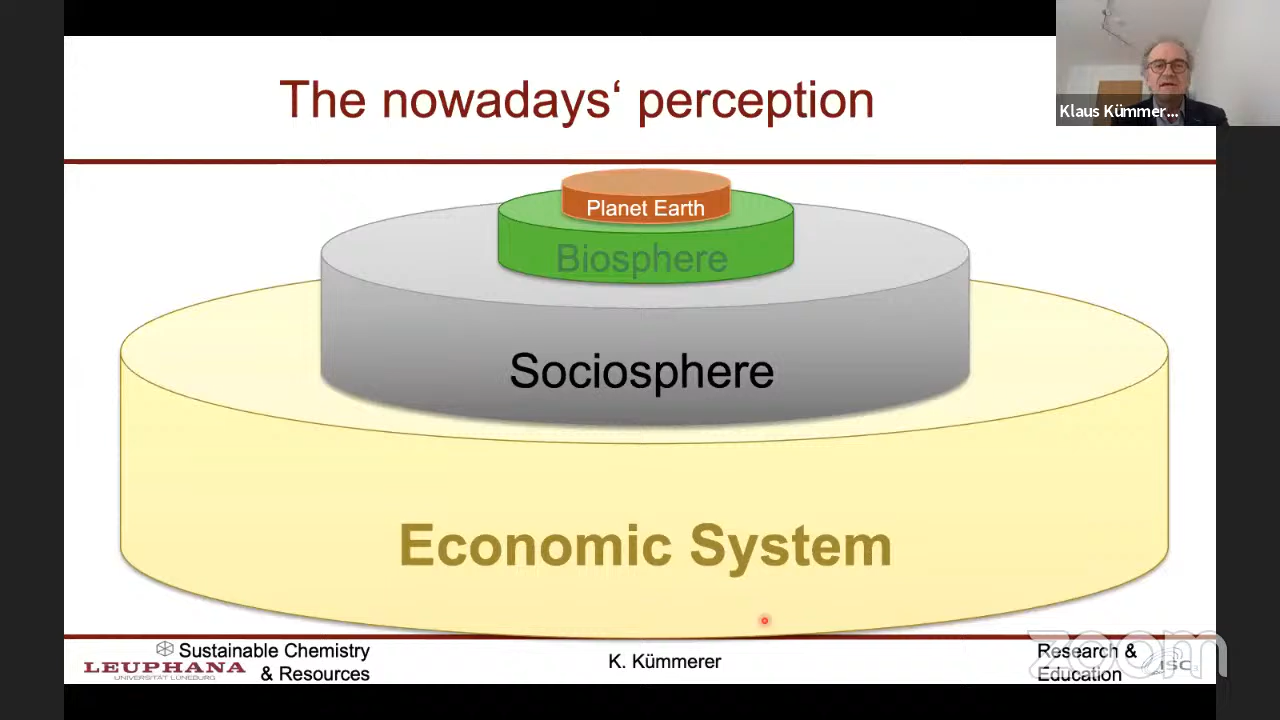 The nowadays‘ perception
Klaus Kümmer...
Planet Earth
Biosphere
Sociosphere
Economic System
Sustainable Chemistry
& Resources
LEUPHANA
UNIVERSITÄT LÜNEBURG
K. Kümmerer
Research &
Education
ISC
zoom